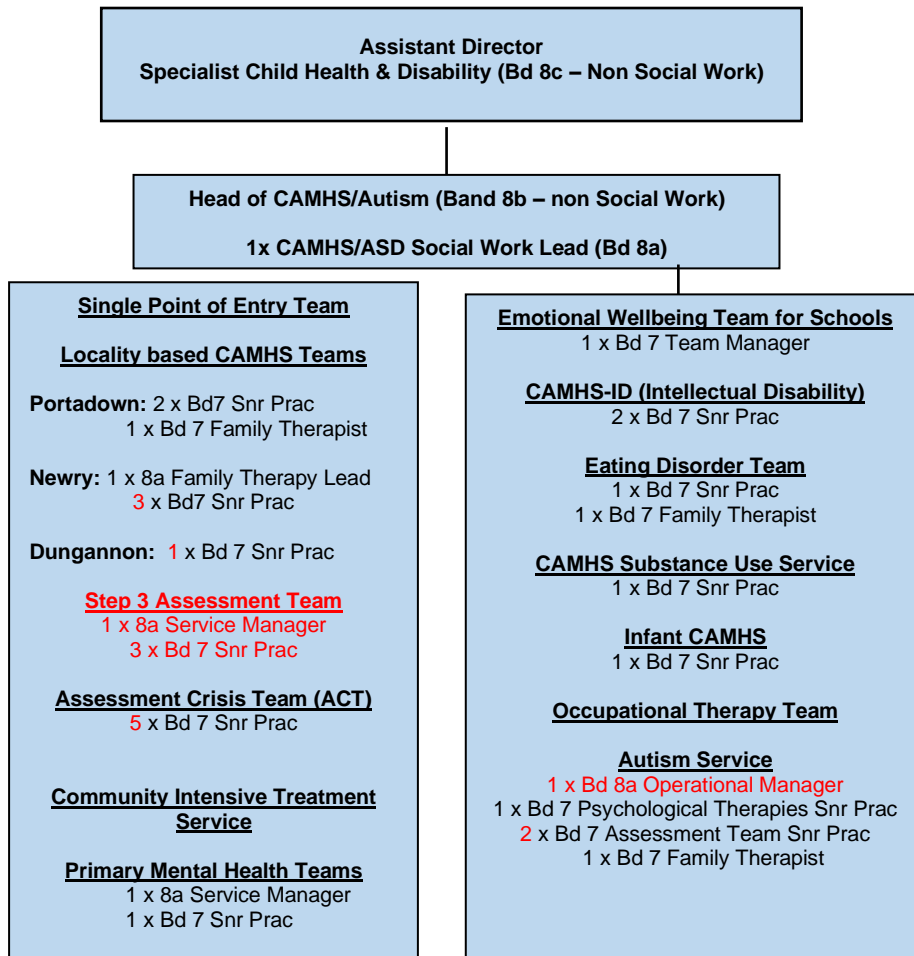 Assistant Director
Specialist Child Health & Disability (Bd 8c – Non Social Work)
Head of CAMHS/Autism (Band 8b – non Social Work)
1x CAMHS/ASD Social Work Lead (Bd 8a)
Single Point of Entry Team
Locality based CAMHS Teams
Portadown: 2 x Bd7 Snr Prac
1 x Bd 7 Family Therapist
Newry: 1 x 8a Family Therapy Lead
3 x Bd7 Snr Prac
Dungannon: 1 x Bd 7 Snr Prac
Step 3 Assessment Team
1 x 8a Service Manager
3 x Bd 7 Snr Prac
Assessment Crisis Team (ACT)
5 x Bd 7 Snr Prac
Community Intensive Treatment
Service
Primary Mental Health Teams
1 x 8a Service Manager
1 x Bd 7 Snr Prac
Emotional Wellbeing Team for Schools
1 x Bd 7 Team Manager
CAMHS-ID (Intellectual Disability)
2 x Bd 7 Snr Prac
Eating Disorder Team
1 x Bd 7 Snr Prac
1 x Bd 7 Family Therapist
CAMHS Substance Use Service
1 x Bd 7 Snr Prac
Infant CAMHS
1 x Bd 7 Snr Prac
Occupational Therapy Team
Autism Service
1 x Bd 8a Operational Manager
1 x Bd 7 Psychological Therapies Snr Prac
2 x Bd 7 Assessment Team Snr Prac
1 x Bd 7 Family Therapist